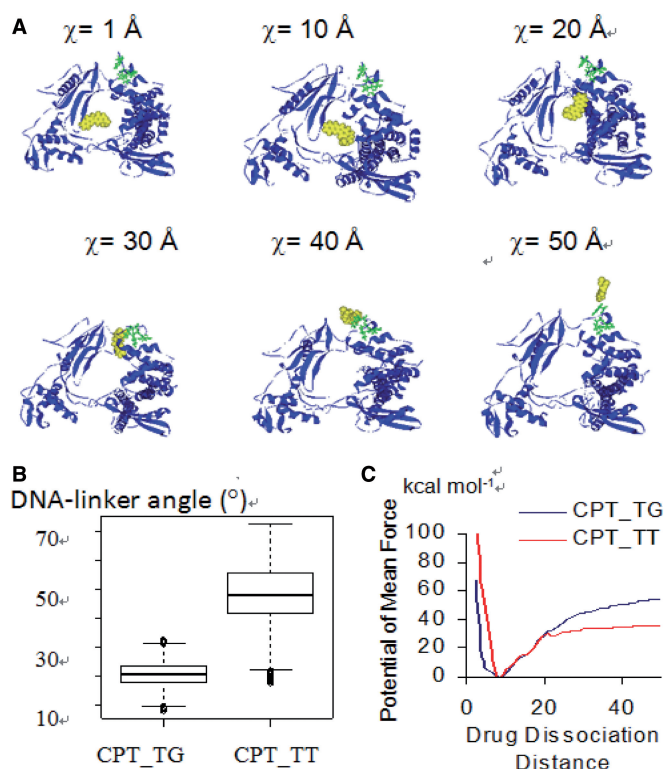 A
χ= 1 Å χ= 10 Å χ= 20 Å↵
↵
χ= 30 Å χ= 40 Å χ= 50 Å↵
B
DNA-linker angle (°)↵
70↵
50↵
30↵
10↵
CPT_TG CPT_TT
C
↵
kcal mol-1↵
CPT_TG
CPT_TT
Potential of Mean Force
100
80
60
40
20
0
0 20 40
Drug Dissociation
Distance